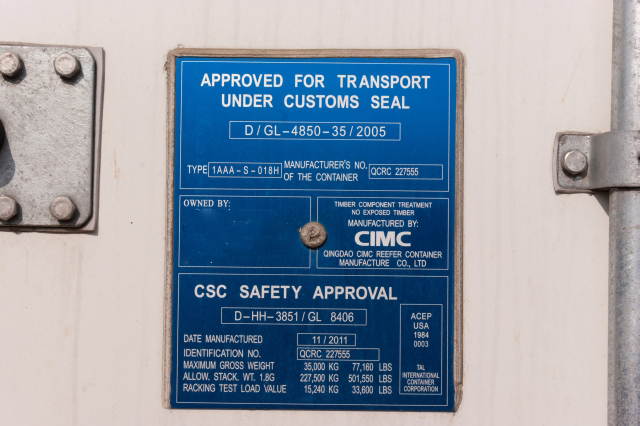 APPROVED FOR TRANSPORT
UNDER CUSTOMS SEAL
D/GL-4850-35/2005
TYPE 1AAA-S-018H MANUFACTURER'S NO. OF THE CONTAINER QCRC 227555
OWNED BY:
TIMBER COMPONENT TREATMENT
NO EXPOSED TIMBER
MANUFACTURED BY:
CIMC
QINGDAO CIMC REEFER CONTAINER
MANUFACTURE CO., LTD
CSC SAFETY APPROVAL
D-HH-3851/GL 8406
DATE MANUFACTURED 11/2011
IDENTIFICATION NO. QCRC 227555
MAXIMUM GROSS WEIGHT 35,000 KG 77,160 LBS
ALLOW. STACK. WT. 1.8G 227,500 KG 501,550 LBS
RACKING TEST LOAD VALUE 15,240 KG 33,600 LBS
ACEP
USA
1984
0003
TAL
INTERNATIONAL
CONTAINER
CORPORATION